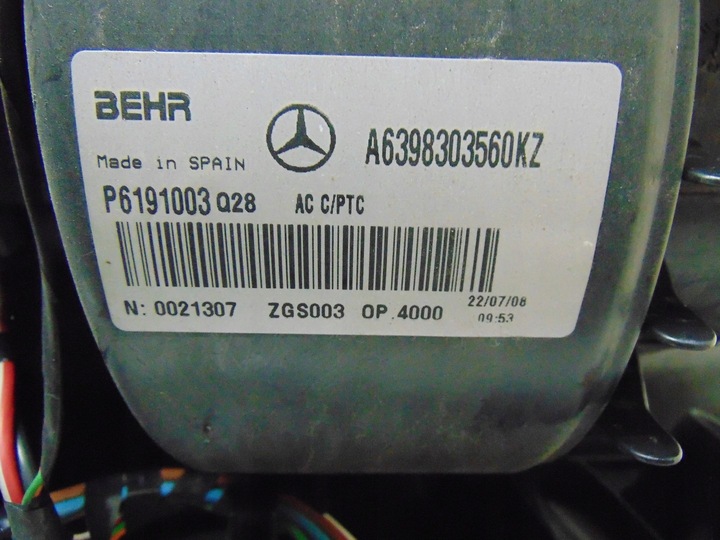 BEHR
A6398303560KZ
Made in SPAIN
P6191003 Q28 AC C/PTC
N: 0021307 ZGS003 OP.4000 22/07/08
09:53